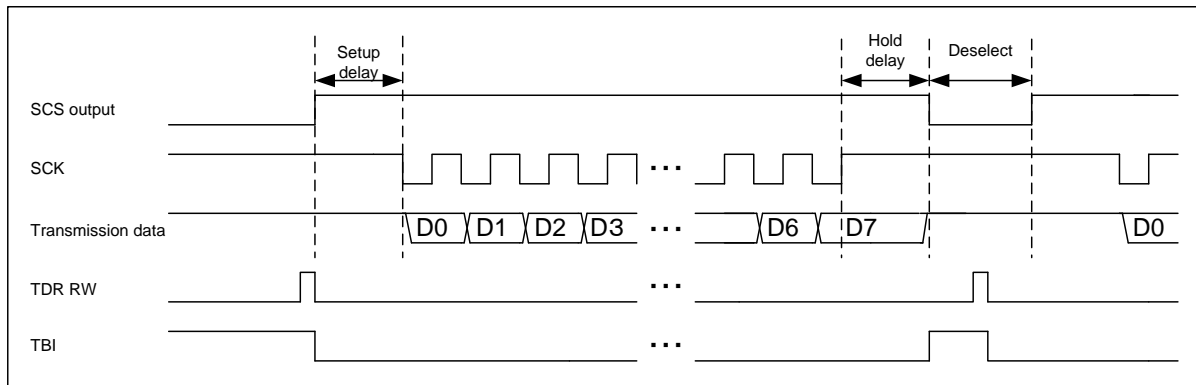 Setup
delay
Hold
delay
Deselect
SCS output
SCK
...
Transmission data
D0 D1 D2 D3 ... D6 D7 D0
TDR RW
...
TBI
...